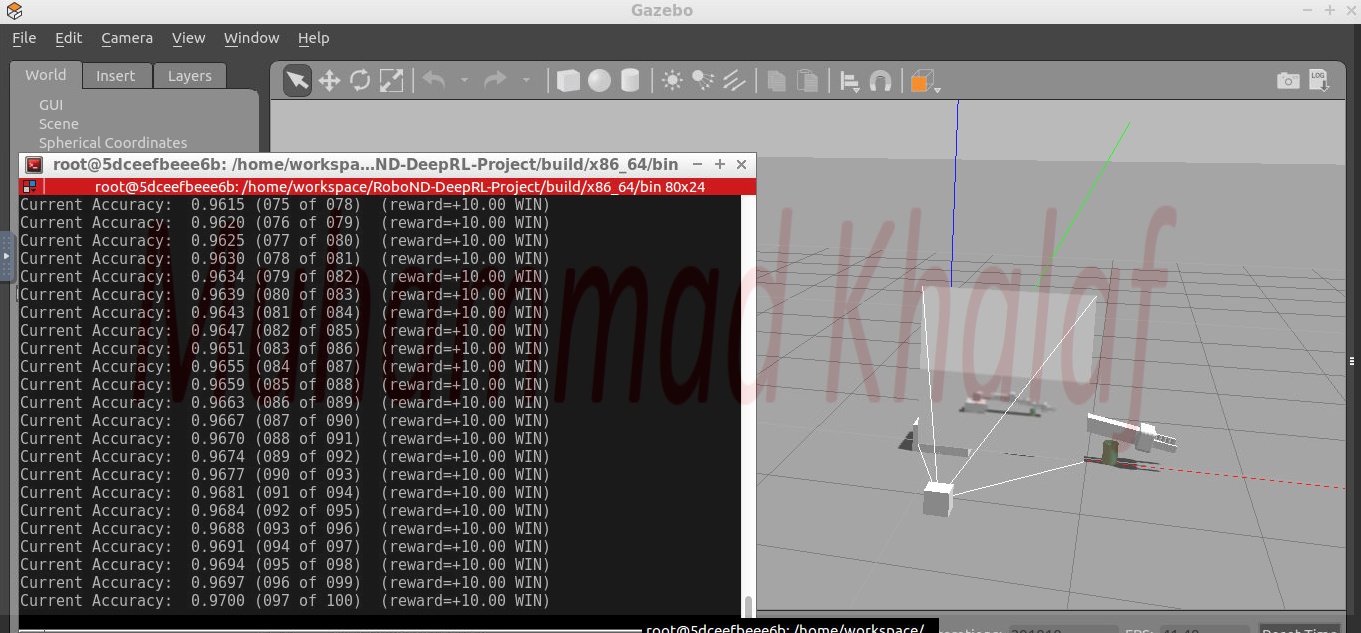 Gazebo
File Edit Camera View Window Help
World Insert Layers
GUI
Scene
Spherical Coordinates
LOG
root@5dceefbeee6b: /home/workspa...ND-DeepRL-Project/build/x86_64/bin
root@5dceefbeee6b: /home/workspace/RoboND-DeepRL-Project/build/x86_64/bin 80x24
Current Accuracy:  0.9615 (075 of 078)  (reward=+10.00 WIN)
Current Accuracy:  0.9620 (076 of 079)  (reward=+10.00 WIN)
Current Accuracy:  0.9625 (077 of 080)  (reward=+10.00 WIN)
Current Accuracy:  0.9630 (078 of 081)  (reward=+10.00 WIN)
Current Accuracy:  0.9634 (079 of 082)  (reward=+10.00 WIN)
Current Accuracy:  0.9639 (080 of 083)  (reward=+10.00 WIN)
Current Accuracy:  0.9643 (081 of 084)  (reward=+10.00 WIN)
Current Accuracy:  0.9647 (082 of 085)  (reward=+10.00 WIN)
Current Accuracy:  0.9651 (083 of 086)  (reward=+10.00 WIN)
Current Accuracy:  0.9655 (084 of 087)  (reward=+10.00 WIN)
Current Accuracy:  0.9659 (085 of 088)  (reward=+10.00 WIN)
Current Accuracy:  0.9663 (086 of 089)  (reward=+10.00 WIN)
Current Accuracy:  0.9667 (087 of 090)  (reward=+10.00 WIN)
Current Accuracy:  0.9670 (088 of 091)  (reward=+10.00 WIN)
Current Accuracy:  0.9674 (089 of 092)  (reward=+10.00 WIN)
Current Accuracy:  0.9677 (090 of 093)  (reward=+10.00 WIN)
Current Accuracy:  0.9681 (091 of 094)  (reward=+10.00 WIN)
Current Accuracy:  0.9684 (092 of 095)  (reward=+10.00 WIN)
Current Accuracy:  0.9688 (093 of 096)  (reward=+10.00 WIN)
Current Accuracy:  0.9691 (094 of 097)  (reward=+10.00 WIN)
Current Accuracy:  0.9694 (095 of 098)  (reward=+10.00 WIN)
Current Accuracy:  0.9697 (096 of 099)  (reward=+10.00 WIN)
Current Accuracy:  0.9700 (097 of 100)  (reward=+10.00 WIN)
Muhammad Khalaf
root@5dceefbeee6b: /home/workspace/
Reset Time